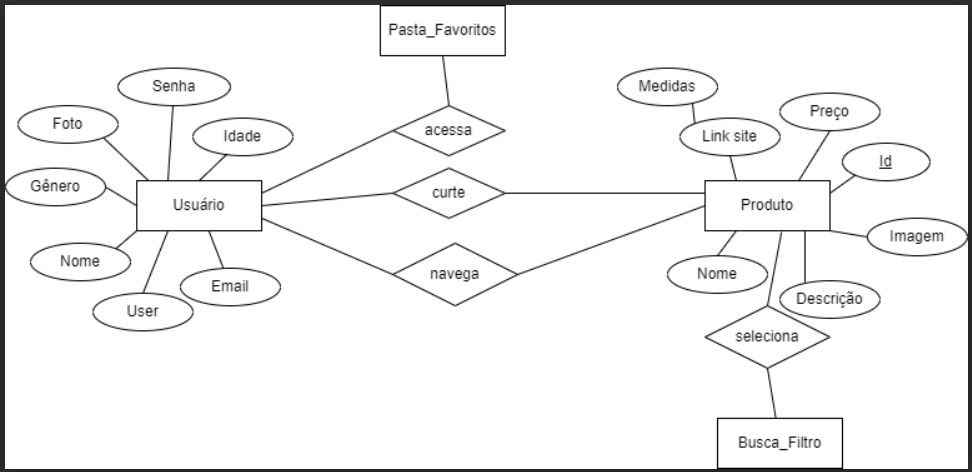 Pasta_Favoritos
Senha
Medidas
Foto
Idade
acessa
Link site
Preço
Id
Gênero
Usuário
curte
Produto
Nome
Email
User
navega
Nome
Imagem
Descrição
seleciona
Busca_Filtro